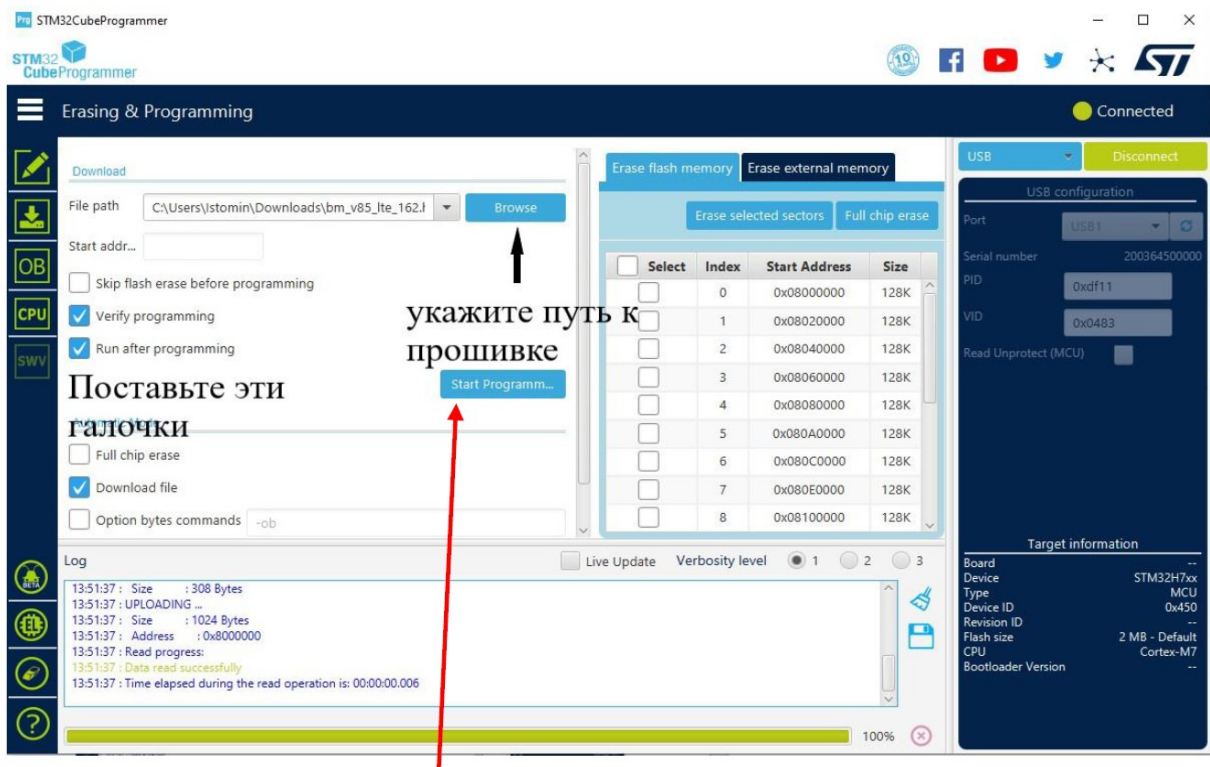 Prg STM32CubeProgrammer
STM32
CubeProgrammer
10
Erasing & Programming
Connected
Download
File path C:\Users\Istomin\Downloads\bm_v85_lte_162.h Browse
Start addr...
Skip flash erase before programming
Verify programming
Run after programming
укажите путь к
прошивке
Start Programm...
Поставьте эти
галочки
Full chip erase
Download file
Option bytes commands -ob
Erase flash memory Erase external memory
Erase selected sectors Full chip erase
Select Index Start Address Size
0 0x08000000 128K
1 0x08020000 128K
2 0x08040000 128K
3 0x08060000 128K
4 0x08080000 128K
5 0x080A0000 128K
6 0x080C0000 128K
7 0x080E0000 128K
8 0x08100000 128K
USB Disconnect
USB configuration
Port USB1
Serial number 200364500000
PID 0xdf11
VID 0x0483
Read Unprotect (MCU)
OB
CPU
SWV
BETA
Log Live Update Verbosity level 1 2 3
13:51:37 : Size : 308 Bytes
13:51:37 : UPLOADING ...
13:51:37 : Size : 1024 Bytes
13:51:37 : Address : 0x8000000
13:51:37 : Read progress:
13:51:37 : Data read successfully
13:51:37 : Time elapsed during the read operation is: 00:00:00.006
100%
Target information
Board --
Device STM32H7xx
Type MCU
Device ID 0x450
Revision ID --
Flash size 2 MB - Default
CPU Cortex-M7
Bootloader Version --